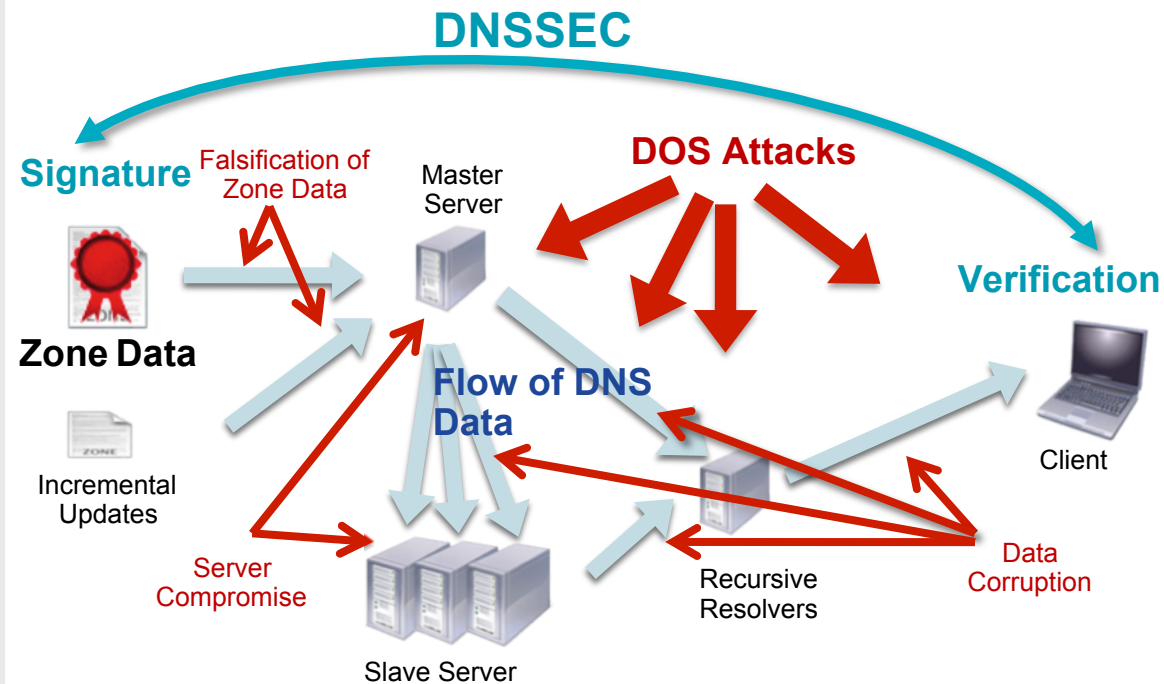 DNSSEC
Signature
Falsification of
Zone Data
DOS Attacks
Master
Server
Verification
Zone Data
Flow of DNS
Data
ZONE
Incremental
Updates
Client
Server
Compromise
Recursive
Resolvers
Data
Corruption
Slave Server